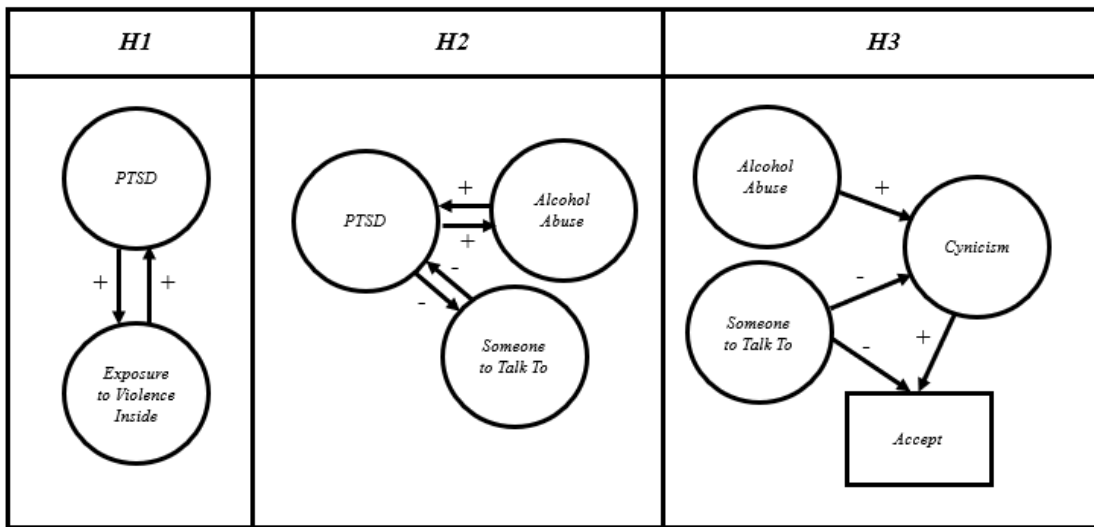 H1
H2
H3
PTSD
+
+
Exposure
to Violence
Inside
PTSD
+
+
Alcohol
Abuse
-
-
Someone
to Talk To
Alcohol
Abuse
+
Cynicism
-
Someone
to Talk To
-
+
Accept